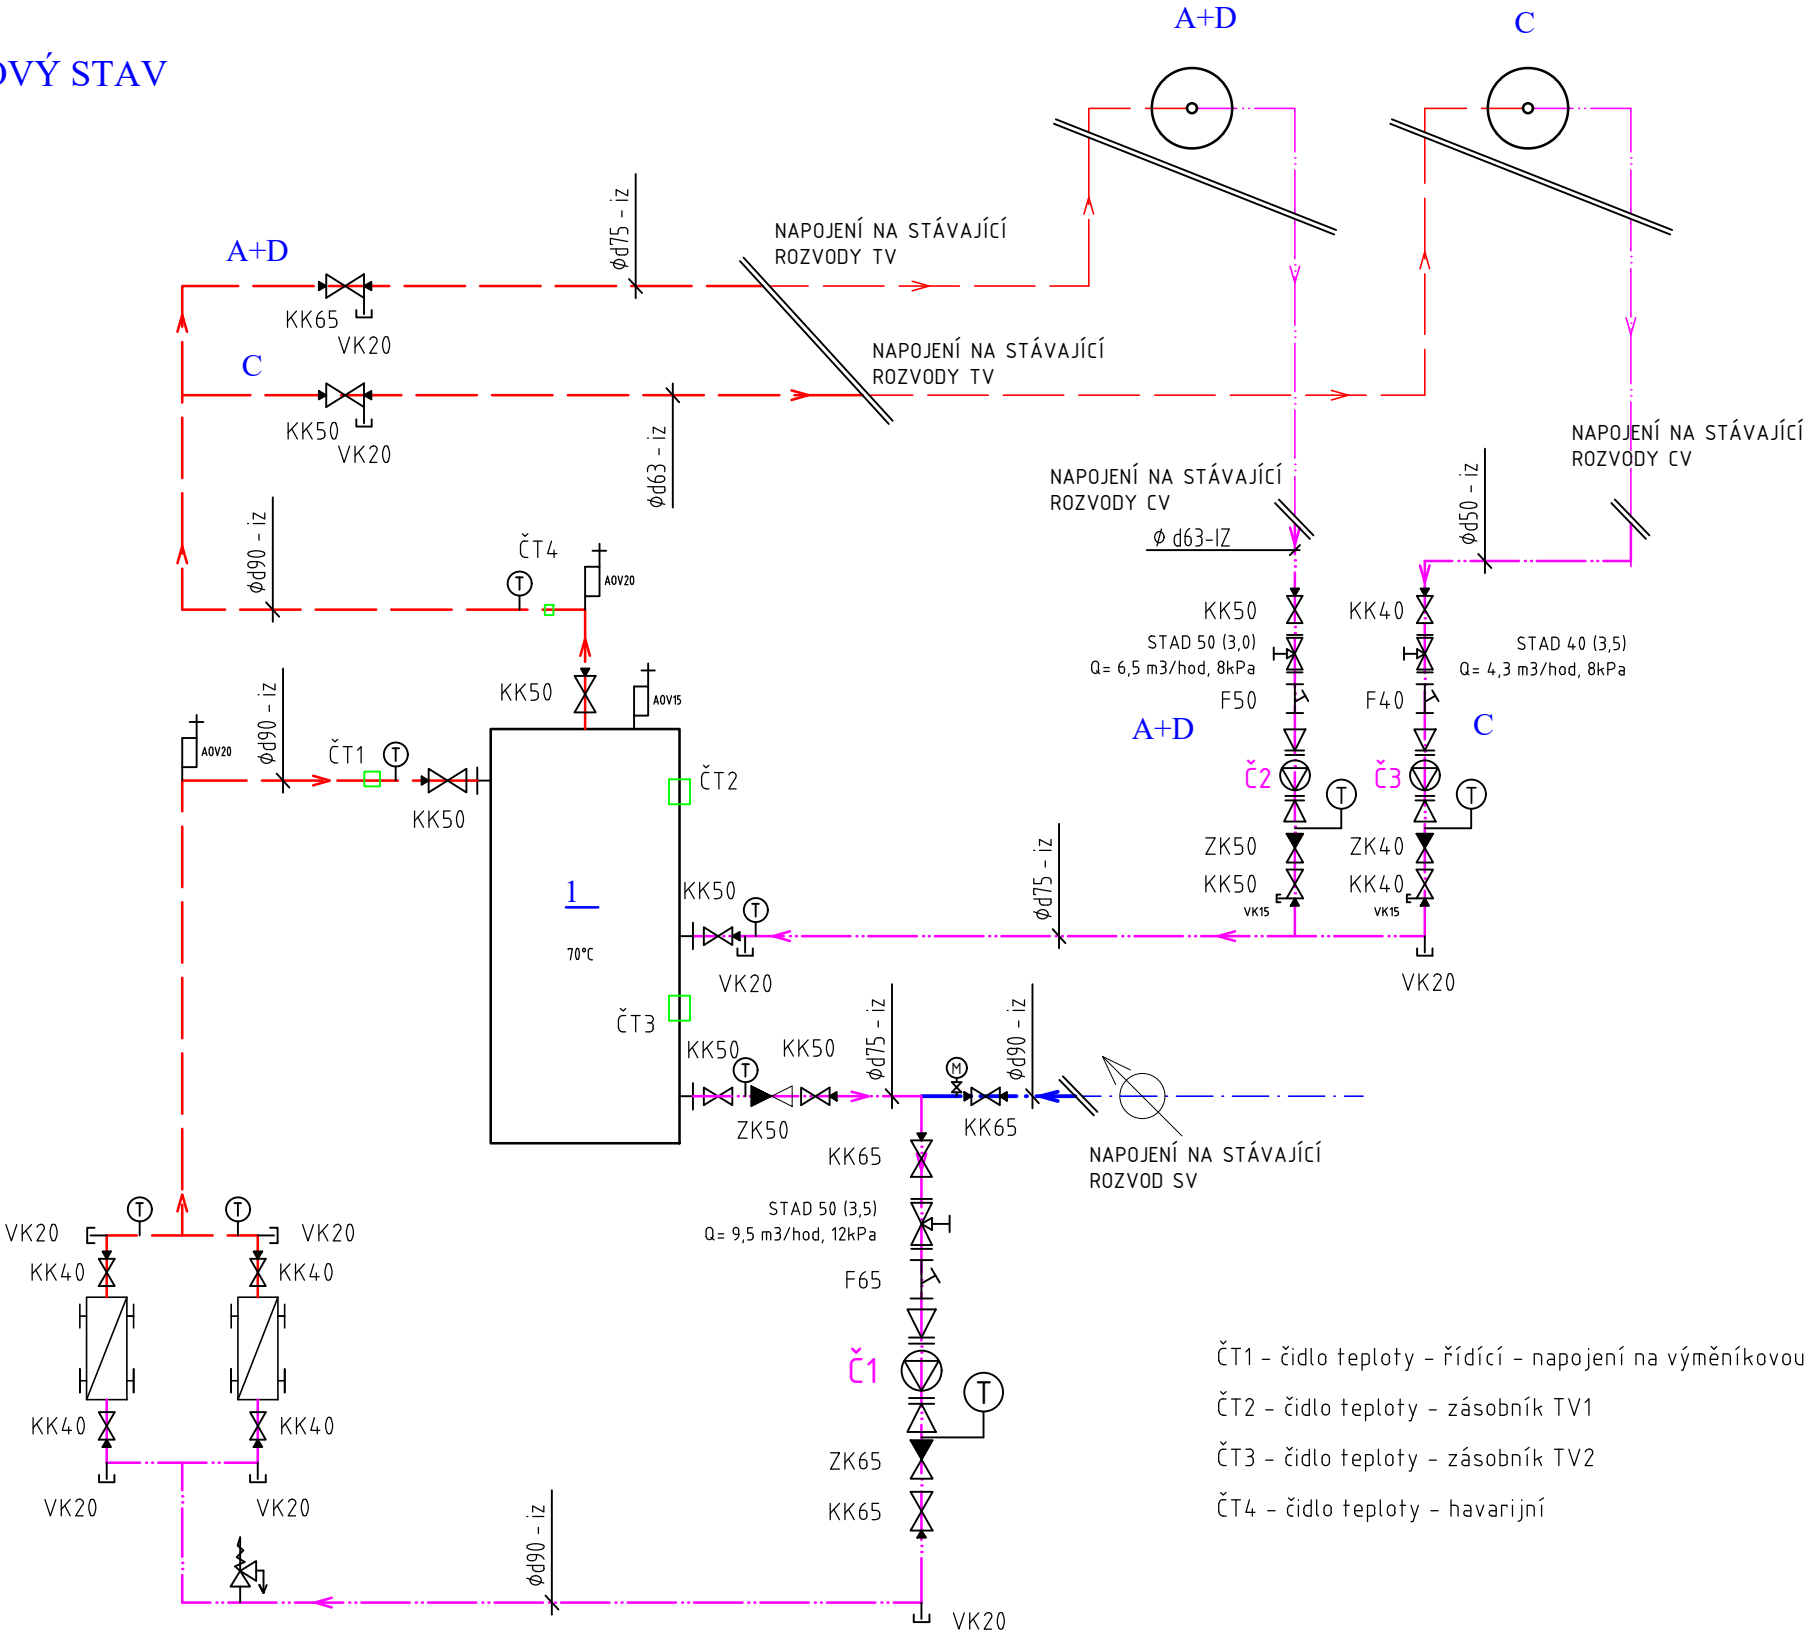 A+D
C
OVÝ STAV
A+D
ϕd75 - iz
NAPOJENÍ NA STÁVAJÍCÍ
ROZVODY TV
KK65
VK20
C
NAPOJENÍ NA STÁVAJÍCÍ
ROZVODY TV
KK50
VK20
ϕd63 - iz
NAPOJENÍ NA STÁVAJÍCÍ
ROZVODY CV
NAPOJENÍ NA STÁVAJÍCÍ
ROZVODY CV
ϕd90 - iz
ČT4
T
AOV20
ϕ d63-IZ
ϕd50 - iz
KK50
KK40
STAD 50 (3,0)
Q= 6,5 m3/hod, 8kPa
STAD 40 (3,5)
Q= 4,3 m3/hod, 8kPa
KK50
AOV15
F50
F40
A+D
C
AOV20
ϕd90 - iz
ČT1
T
KK50
ČT2
Č2
T
Č3
T
ZK50
ZK40
KK50
KK40
VK15
VK15
1
70°C
KK50
T
VK20
ϕd75 - iz
VK20
ČT3
KK50
T
KK50
ZK50
ϕd75 - iz
M
ϕd90 - iz
KK65
NAPOJENÍ NA STÁVAJÍCÍ
ROZVOD SV
KK65
STAD 50 (3,5)
Q= 9,5 m3/hod, 12kPa
F65
Č1
T
ZK65
KK65
VK20
T
T
VK20
VK20
KK40
KK40
KK40
KK40
VK20
VK20
ϕd90 - iz
ČT1 - čidlo teploty - řídící - napojení na výměníkovou
ČT2 - čidlo teploty - zásobník TV1
ČT3 - čidlo teploty - zásobník TV2
ČT4 - čidlo teploty - havarijní